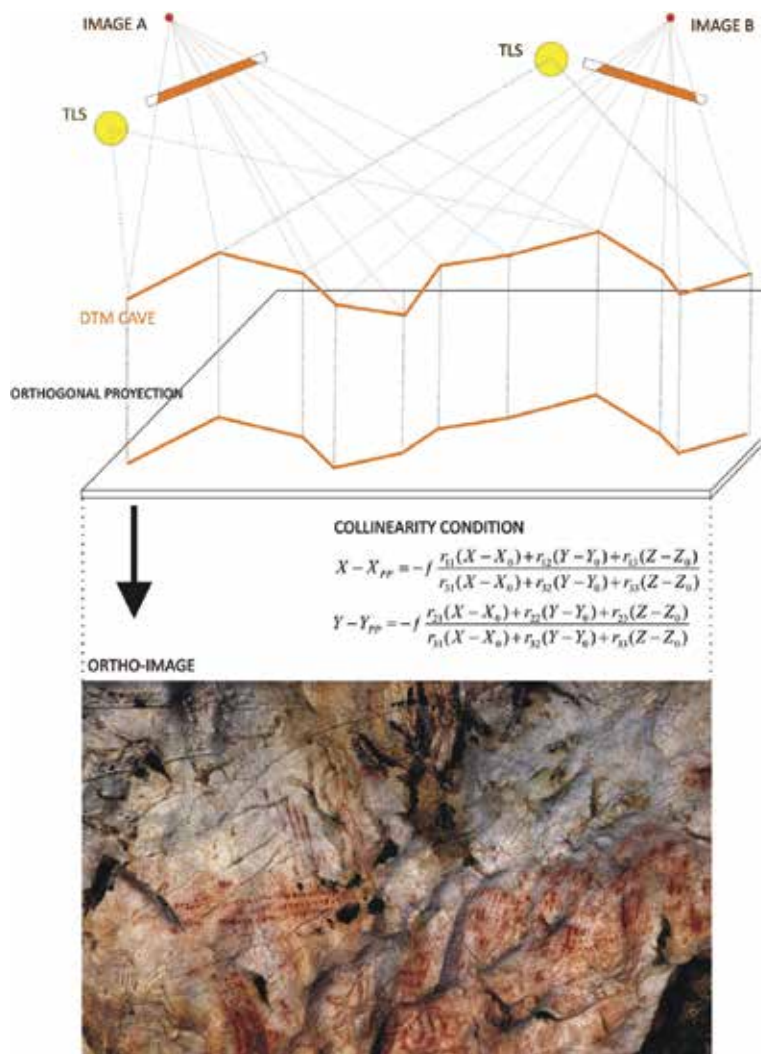 IMAGE A
IMAGE B
TLS
TLS
DTM CAVE
ORTHOGONAL PROYECTION
COLLINEARITY CONDITION
X − X_PP = −f (r₁₁(X − X₀) + r₁₂(Y − Y₀) + r₁₃(Z − Z₀)) / (r₃₁(X − X₀) + r₃₂(Y − Y₀) + r₃₃(Z − Z₀))
Y − Y_PP = −f (r₂₁(X − X₀) + r₂₂(Y − Y₀) + r₂₃(Z − Z₀)) / (r₃₁(X − X₀) + r₃₂(Y − Y₀) + r₃₃(Z − Z₀))
ORTHO-IMAGE